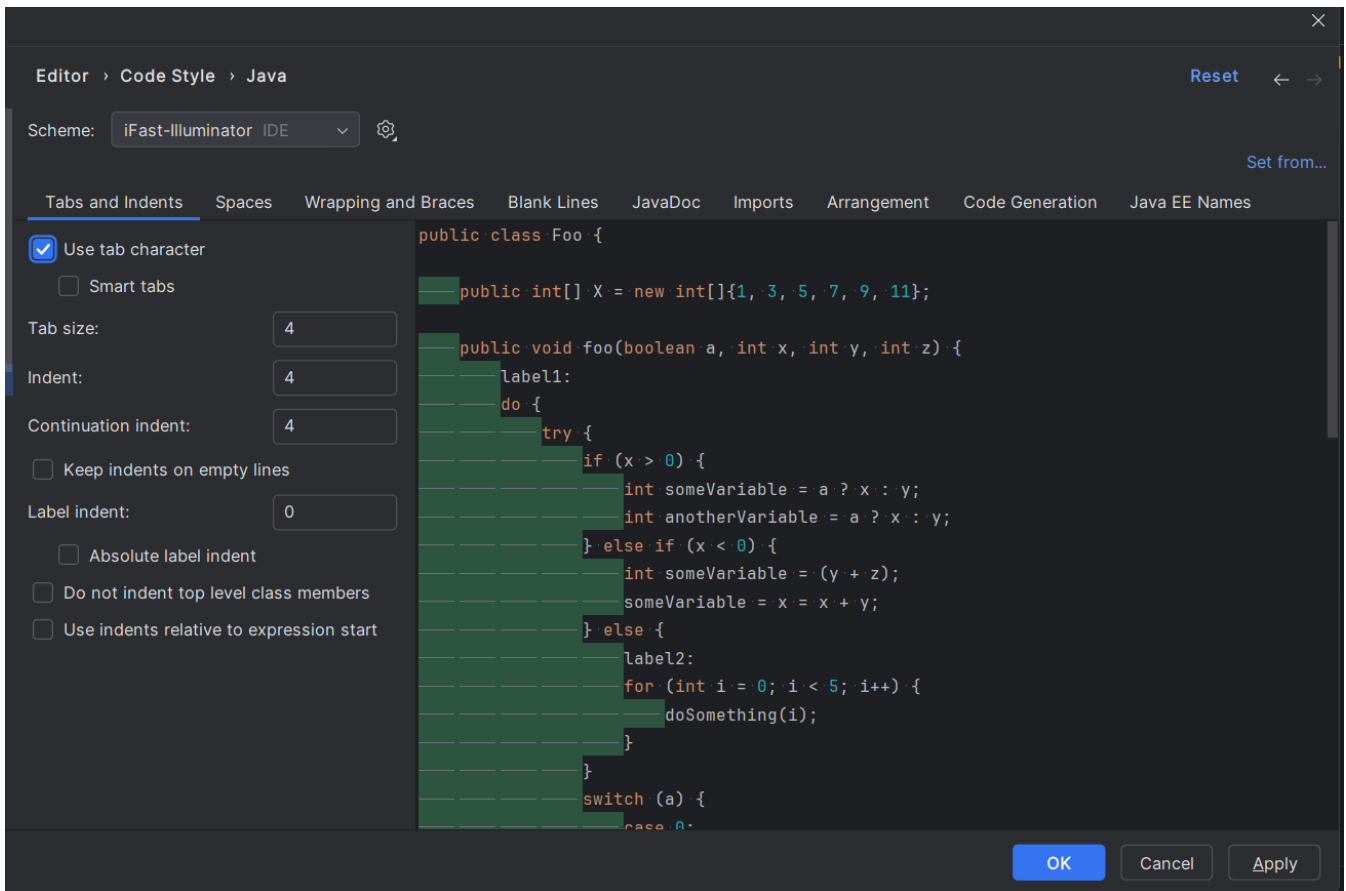 Editor › Code Style › Java
Reset
Scheme:
iFast-Illuminator IDE
Set from...
Tabs and Indents Spaces Wrapping and Braces Blank Lines JavaDoc Imports Arrangement Code Generation Java EE Names
Use tab character
Smart tabs
Tab size: 4
Indent: 4
Continuation indent: 4
Keep indents on empty lines
Label indent: 0
Absolute label indent
Do not indent top level class members
Use indents relative to expression start
public class Foo {
public int[] X = new int[]{1, 3, 5, 7, 9, 11};
public void foo(boolean a, int x, int y, int z) {
label1:
do {
try {
if (x > 0) {
int someVariable = a ? x : y;
int anotherVariable = a ? x : y;
} else if (x < 0) {
int someVariable = (y + z);
someVariable = x = x + y;
} else {
label2:
for (int i = 0; i < 5; i++) {
doSomething(i);
}
}
switch (a) {
case 0:
OK Cancel Apply